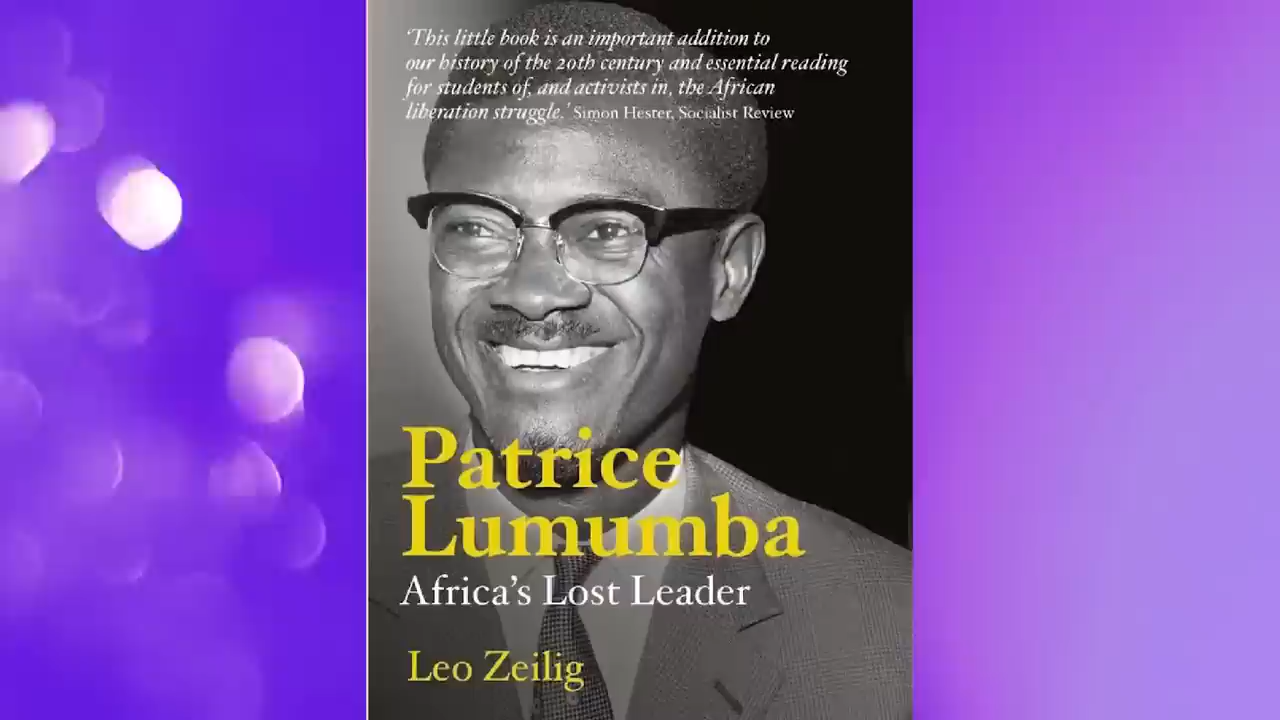 ‘This little book is an important addition to
our history of the 20th century and essential reading
for students of, and activists in, the African
liberation struggle.’ Simon Hester, Socialist Review
Patrice
Lumumba
Africa’s Lost Leader
Leo Zeilig